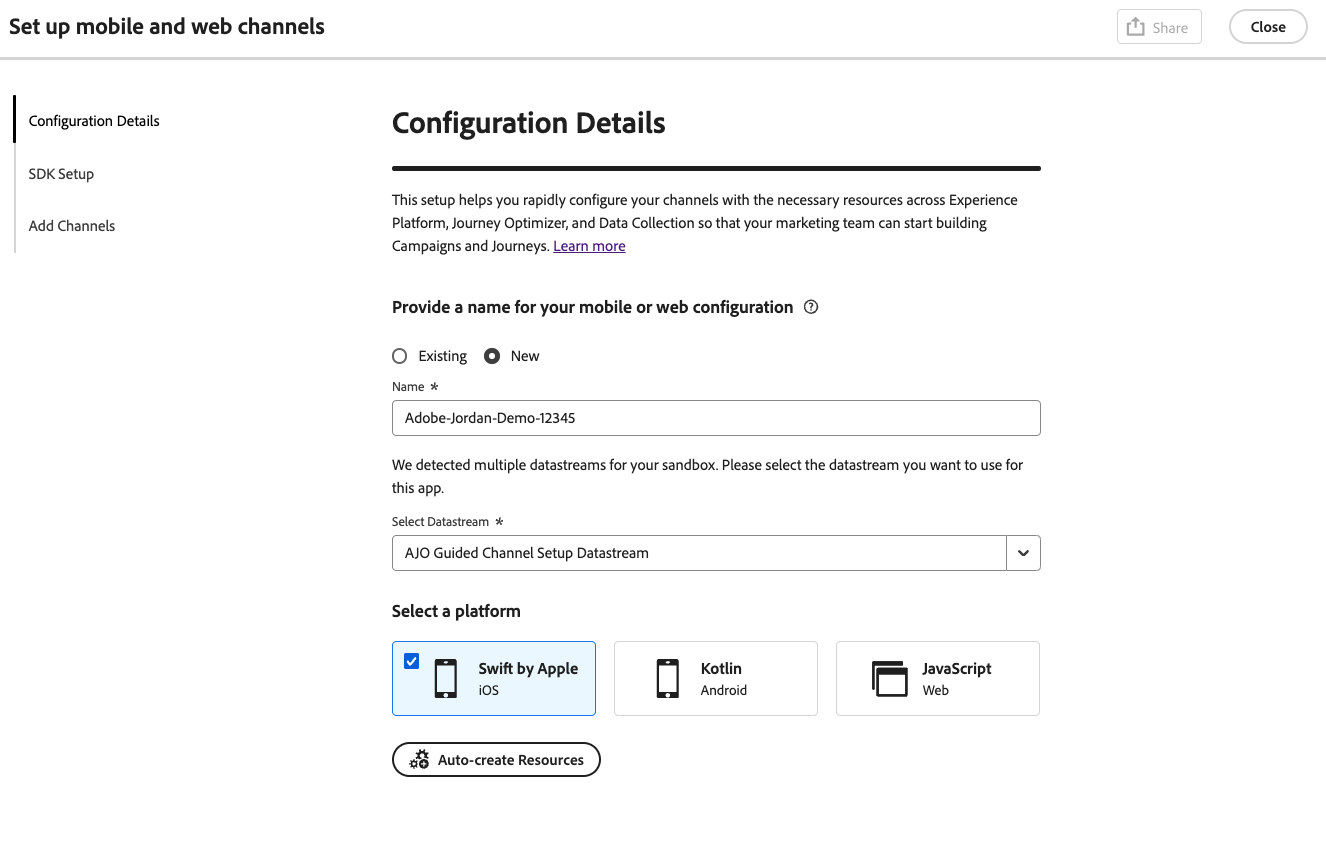 Set up mobile and web channels
Share
Close
Configuration Details
SDK Setup
Add Channels
Configuration Details
This setup helps you rapidly configure your channels with the necessary resources across Experience
Platform, Journey Optimizer, and Data Collection so that your marketing team can start building
Campaigns and Journeys. Learn more
Provide a name for your mobile or web configuration
Existing
New
Name *
Adobe-Jordan-Demo-12345
We detected multiple datastreams for your sandbox. Please select the datastream you want to use for
this app.
Select Datastream *
AJO Guided Channel Setup Datastream
Select a platform
Swift by Apple
iOS
Kotlin
Android
JavaScript
Web
Auto-create Resources